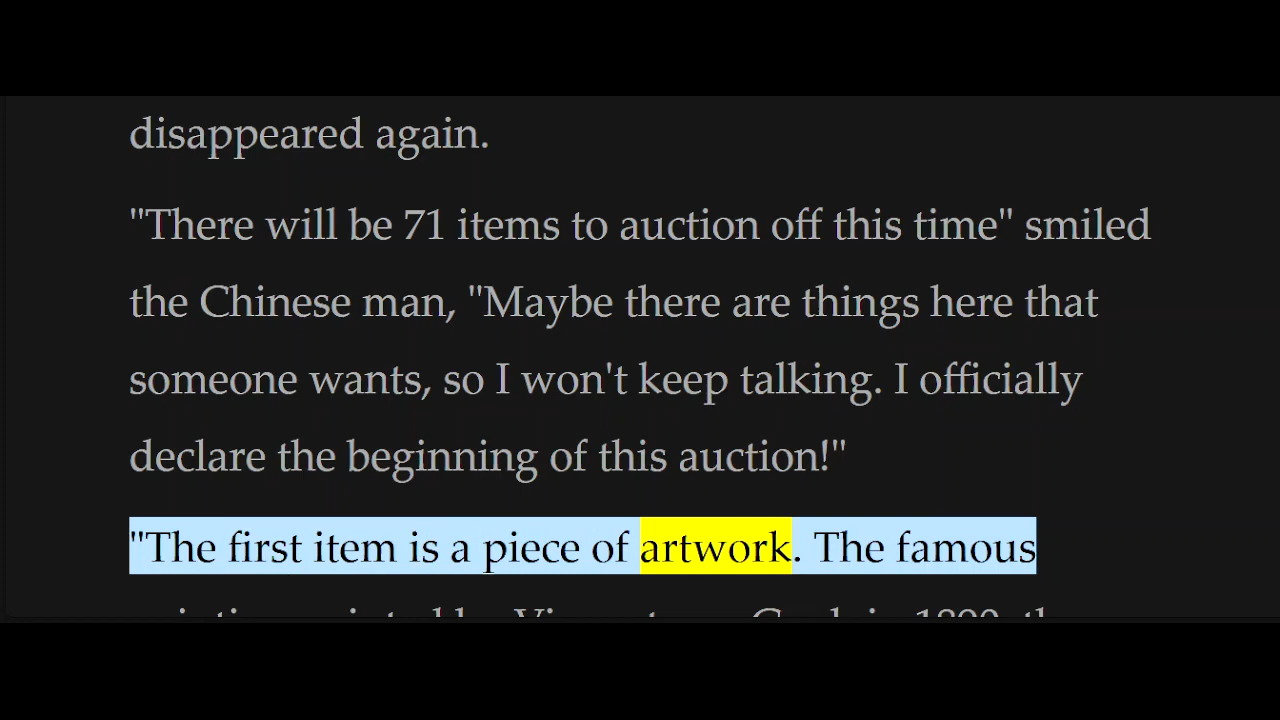 disappeared again.
"There will be 71 items to auction off this time" smiled
the Chinese man, "Maybe there are things here that
someone wants, so I won't keep talking. I officially
declare the beginning of this auction!"
"The first item is a piece of artwork. The famous